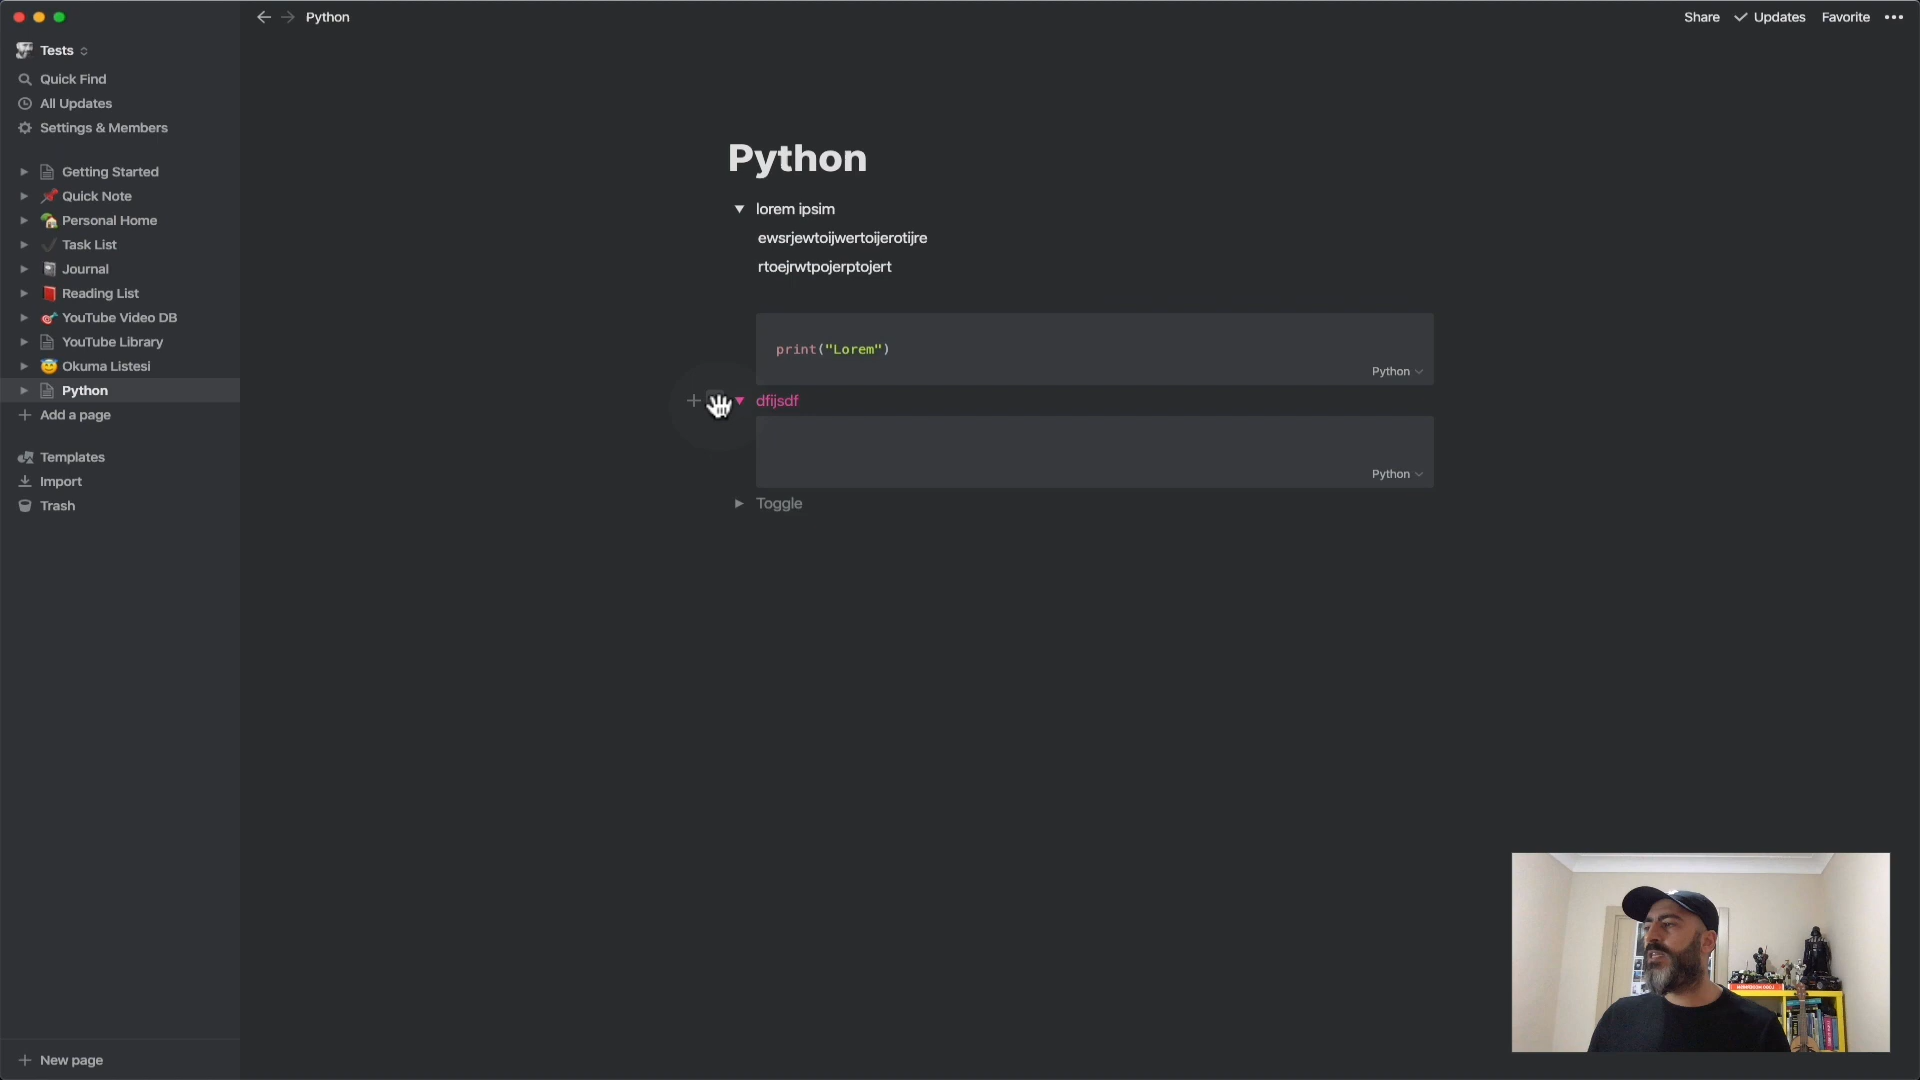 Python
Share
Updates
Favorite
Tests
Quick Find
All Updates
Settings & Members
Getting Started
Quick Note
Personal Home
Task List
Journal
Reading List
YouTube Video DB
YouTube Library
Okuma Listesi
Python
Add a page
Templates
Import
Trash
New page
Python
lorem ipsim
ewsrjewtoijwertoijerotijre
rtoejrwtpojerptojert
print("Lorem")
Python
dfijsdf
Python
Toggle